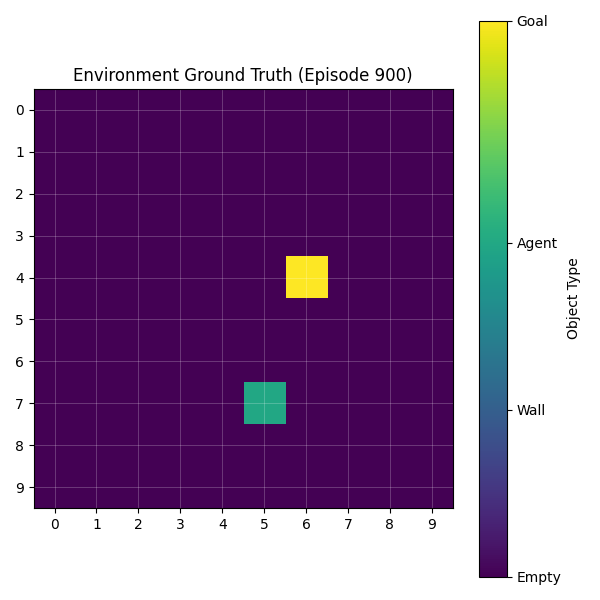 Environment Ground Truth (Episode 900)
0
1
2
3
4
5
6
7
8
9
0 1 2 3 4 5 6 7 8 9
Goal
Agent
Wall
Empty
Object Type